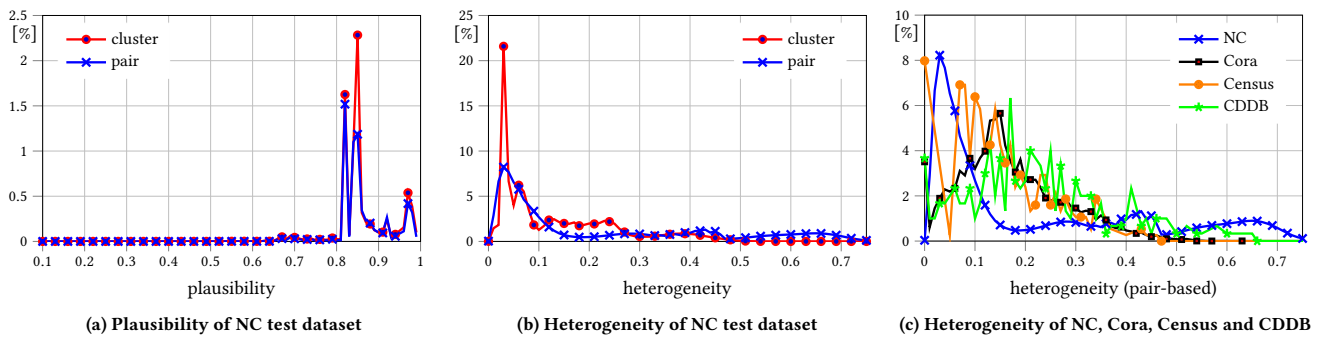 [%]
2.5
2
1.5
1
0.5
0
0.1 0.2 0.3 0.4 0.5 0.6 0.7 0.8 0.9 1
cluster
pair
plausibility
(a) Plausibility of NC test dataset
[%]
25
20
15
10
5
0
0 0.1 0.2 0.3 0.4 0.5 0.6 0.7
cluster
pair
heterogeneity
(b) Heterogeneity of NC test dataset
[%]
10
8
6
4
2
0
0 0.1 0.2 0.3 0.4 0.5 0.6 0.7
NC
Cora
Census
CDDB
heterogeneity (pair-based)
(c) Heterogeneity of NC, Cora, Census and CDDB